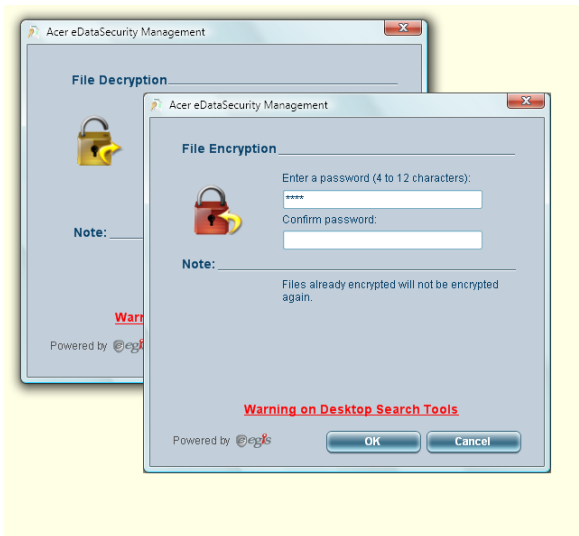 Acer eDataSecurity Management
File Decryption
Note:
Powered by
Acer eDataSecurity Management
File Encryption
Enter a password (4 to 12 characters):
****
Confirm password:
Note:
Files already encrypted will not be encrypted
again.
Warning on Desktop Search Tools
Powered by egis
OK
Cancel